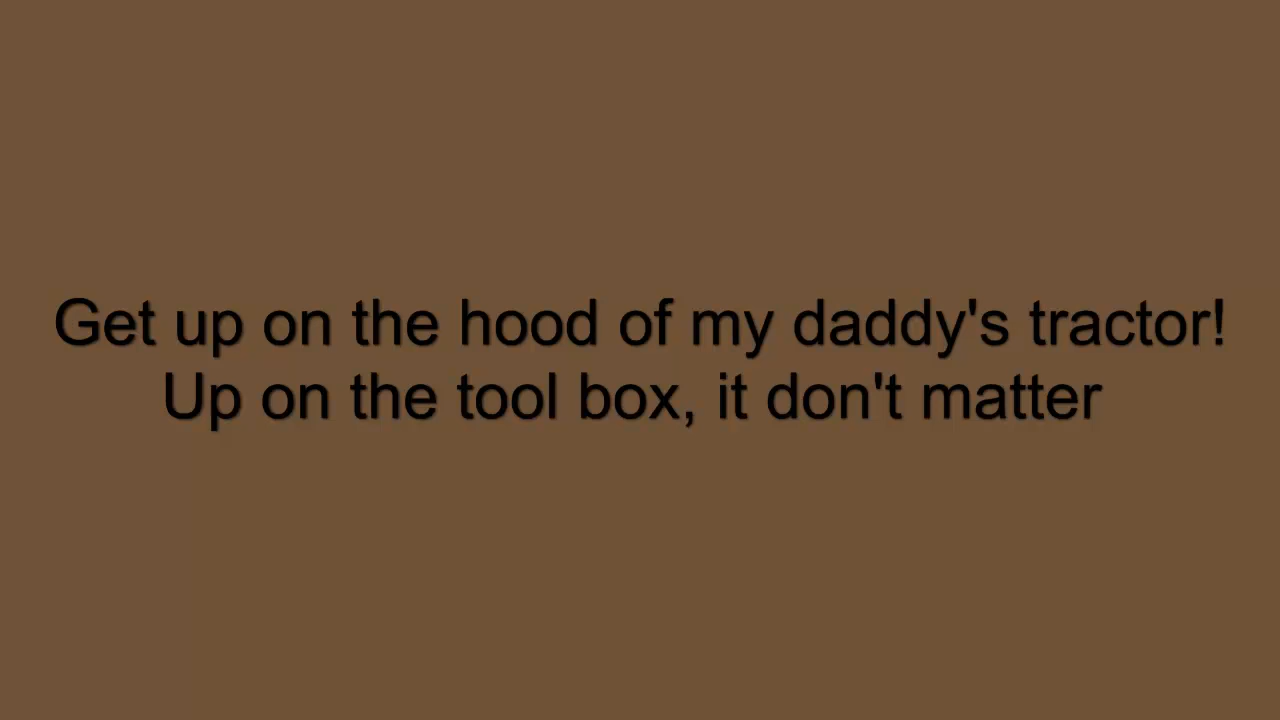 Get up on the hood of my daddy's tractor!
Up on the tool box, it don't matter